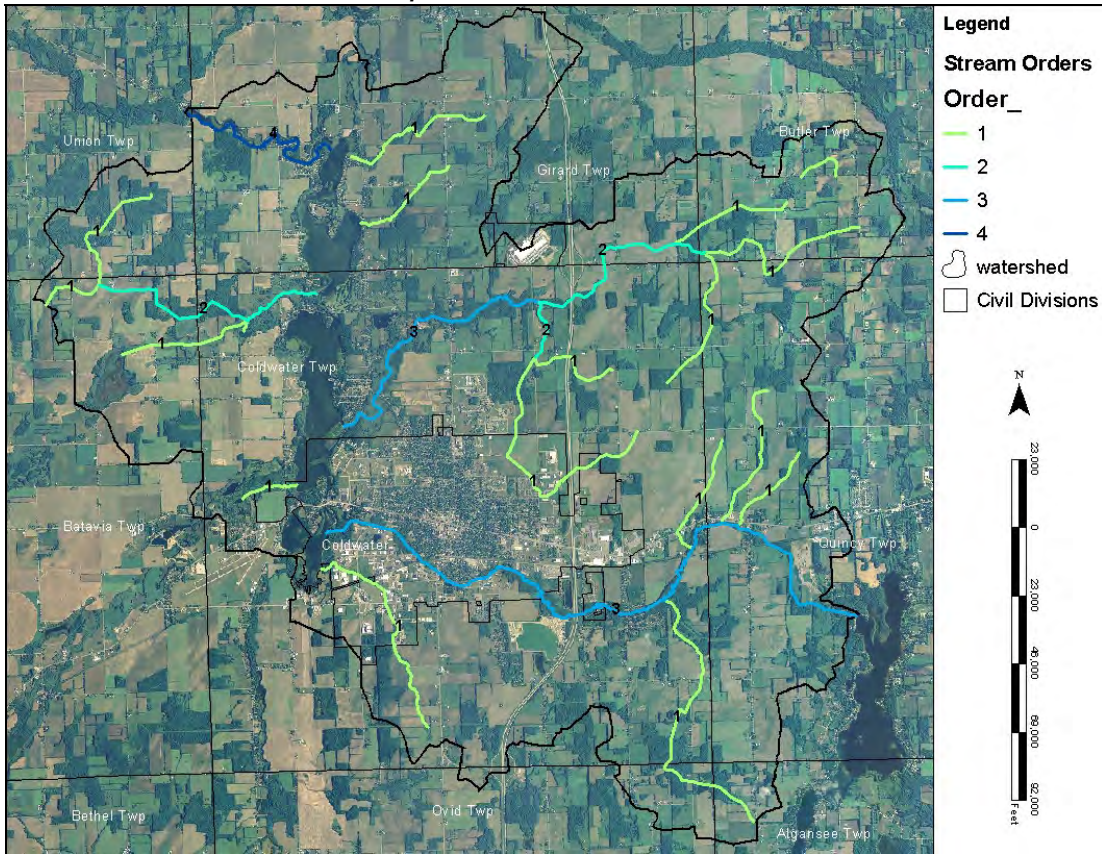 Legend
Stream Orders
Order_
1
2
3
4
watershed
Civil Divisions
N
23,000
0
23,000
46,000
69,000
92,000
Feet
4
1
Union Twp
Butler Twp
Girard Twp
1
1
1
2
1
1
2
1
3
2
1
1
Coldwater Twp
1
1
1
1
1
Batavia Twp
Coldwater
Quincy Twp
3
1
1
Bethel Twp
Ovid Twp
Algansee Twp